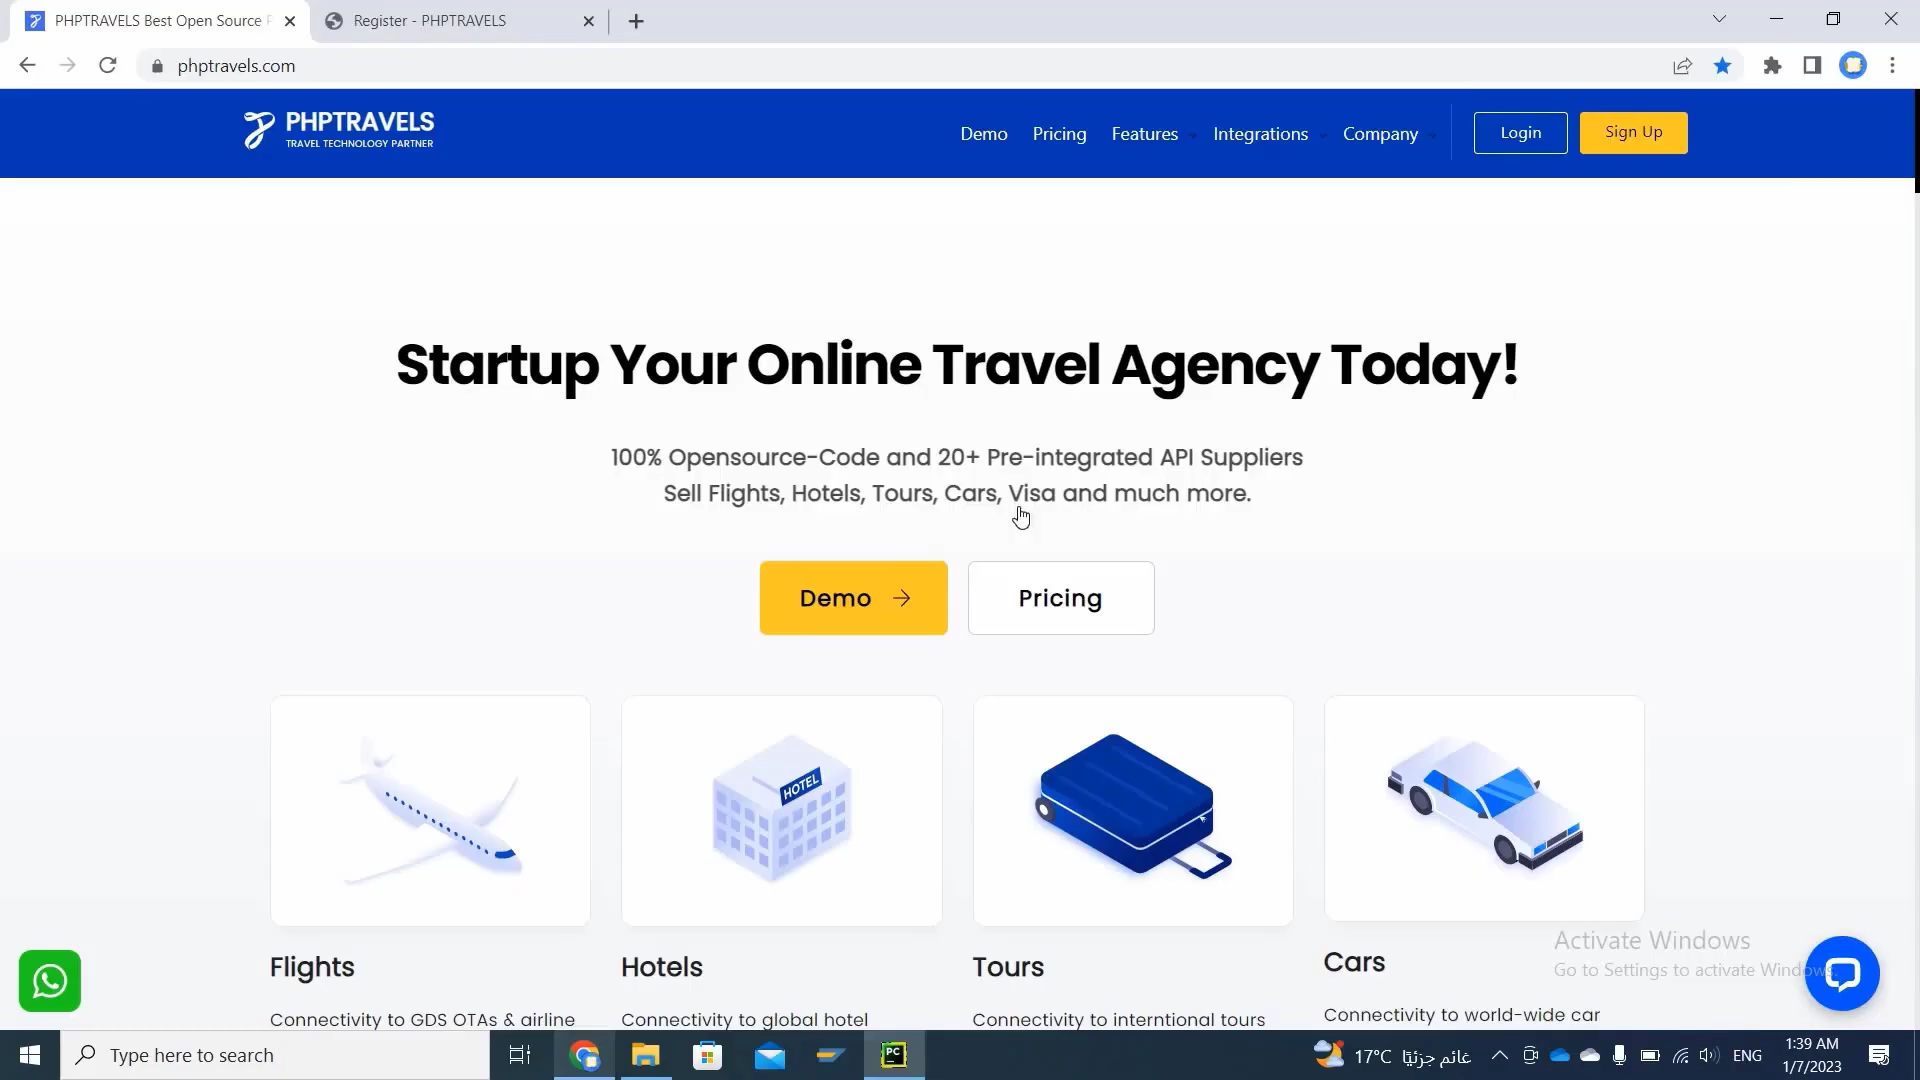 PHPTRAVELS Best Open Source P
Register - PHPTRAVELS
phptravels.com
PHPTRAVELS
TRAVEL TECHNOLOGY PARTNER
Demo
Pricing
Features
Integrations
Company
Login
Sign Up
Startup Your Online Travel Agency Today!
100% Opensource-Code and 20+ Pre-integrated API Suppliers
Sell Flights, Hotels, Tours, Cars, Visa and much more.
Demo
Pricing
HOTEL
Flights
Hotels
Tours
Cars
Connectivity to GDS OTAs & airline
Connectivity to global hotel
Connectivity to interntional tours
Connectivity to world-wide car
Activate Windows
Go to Settings to activate Windows.
Type here to search
PC
17°C غائم جزئيًا
ENG
1:39 AM
1/7/2023